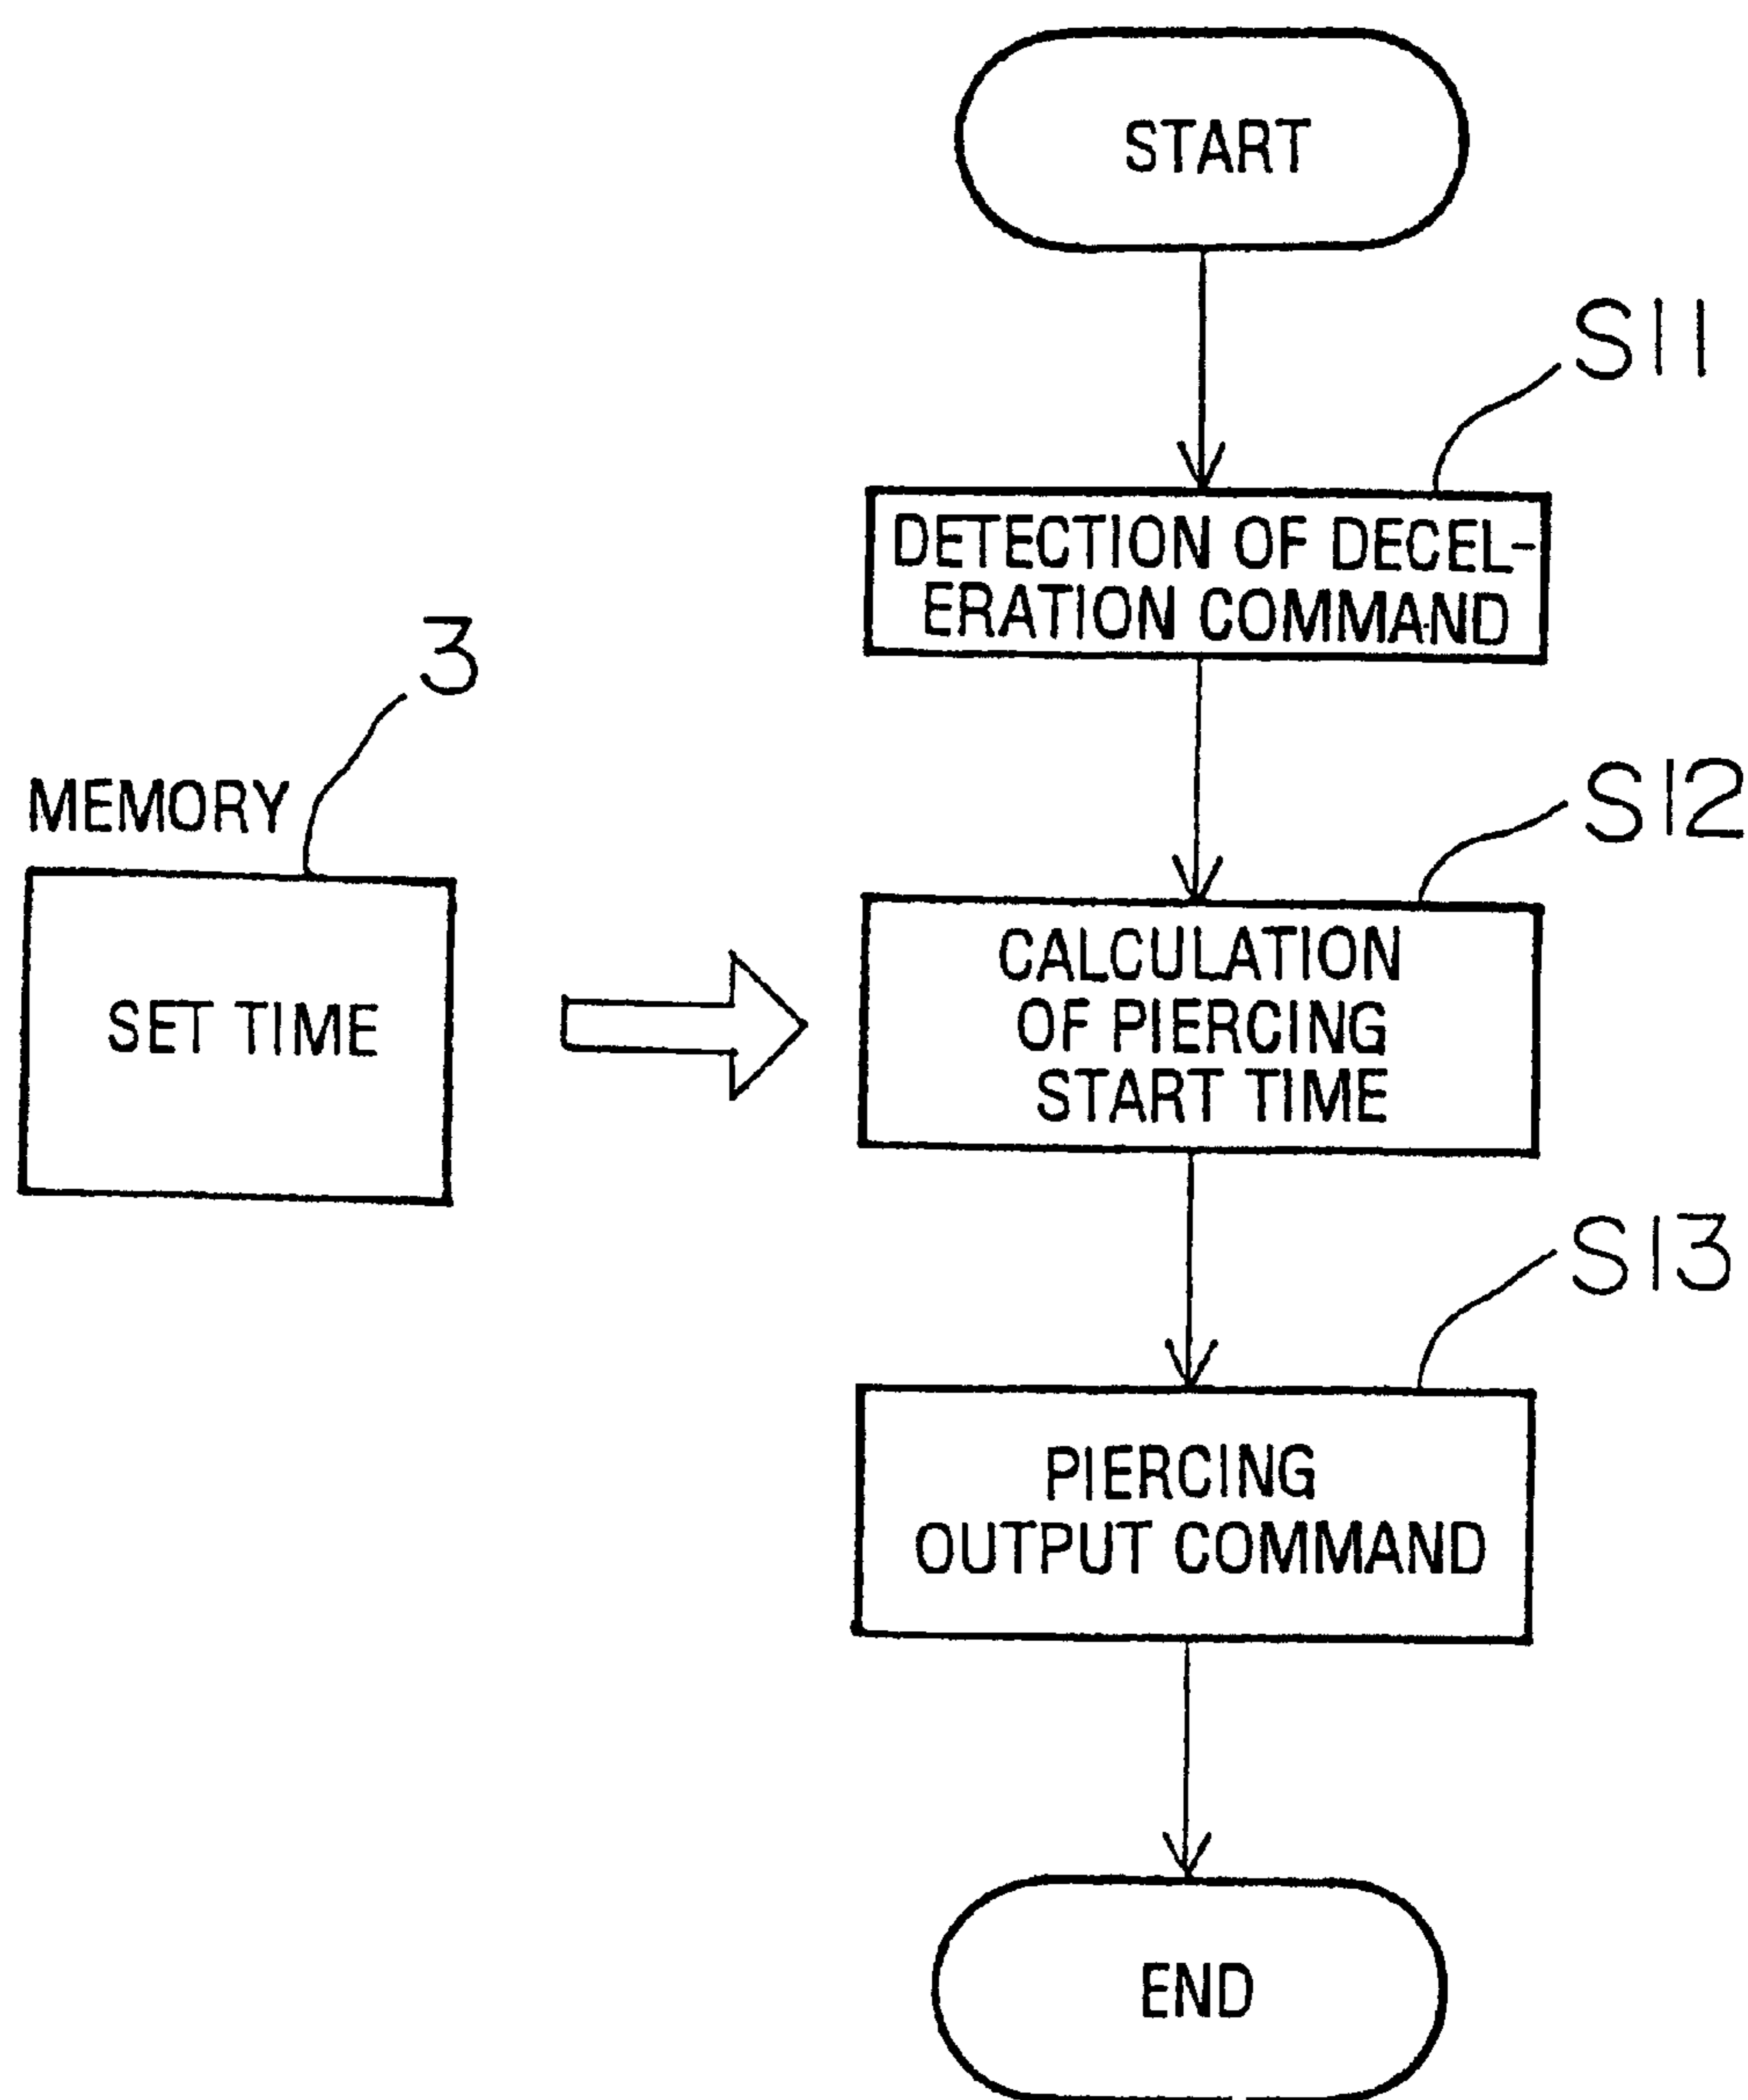 START
S11
DETECTION OF DECEL-
ERATION COMMAND
3
MEMORY
SET TIME
S12
CALCULATION
OF PIERCING
START TIME
S13
PIERCING
OUTPUT COMMAND
END